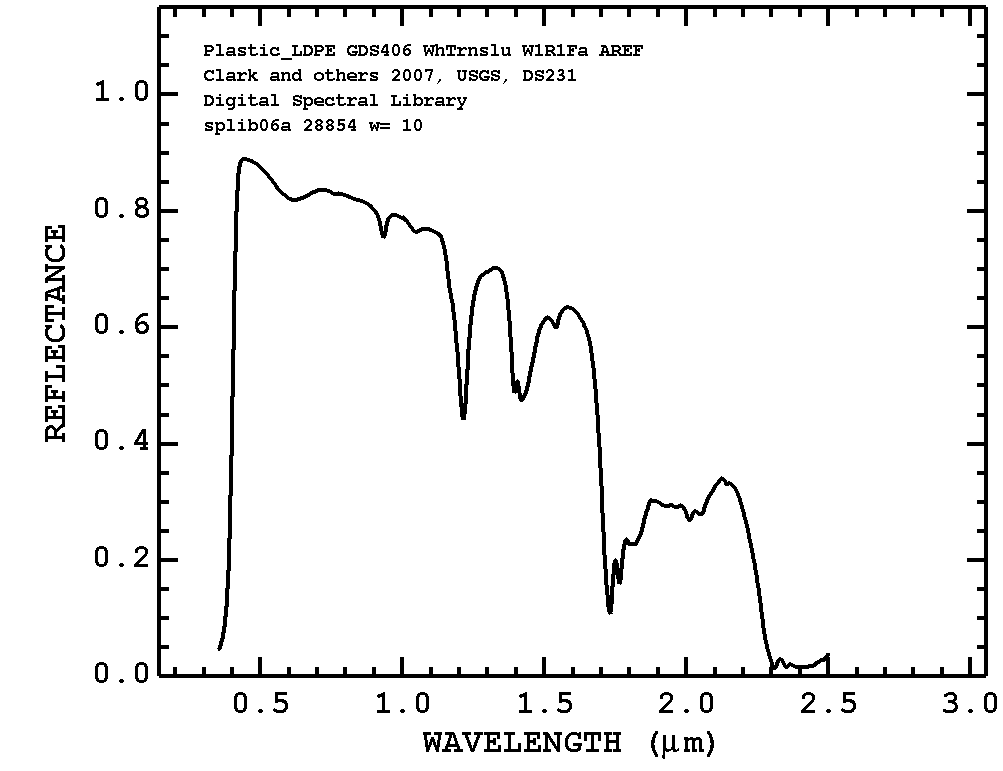 Plastic_LDPE GDS406 WhTrnslu W1R1Fa AREF
Clark and others 2007, USGS, DS231
Digital Spectral Library
splib06a 28854 w= 10
1.0
0.8
0.6
0.4
0.2
0.0
REFLECTANCE
0.5 1.0 1.5 2.0 2.5 3.0
WAVELENGTH (μm)